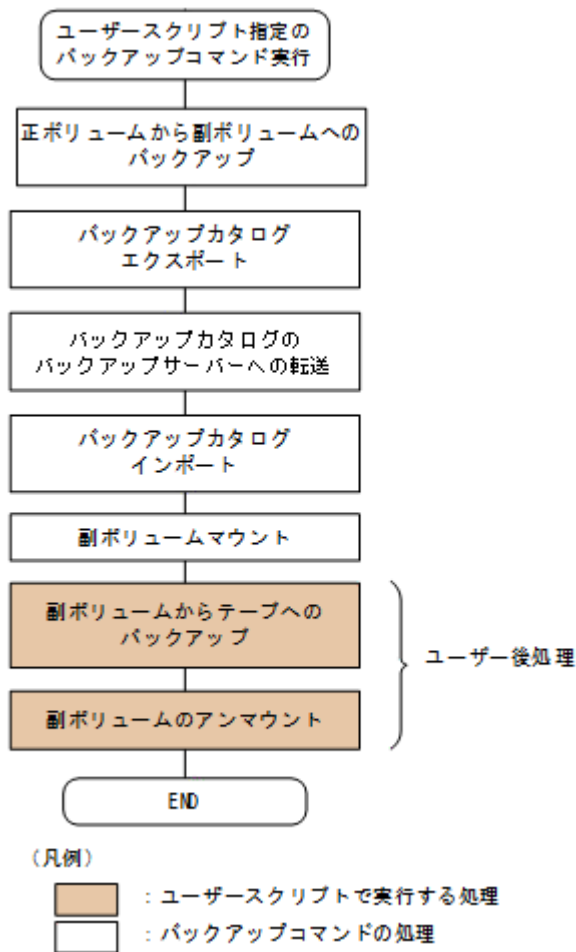 ユーザースクリプト指定の
バックアップコマンド実行
正ボリュームから副ボリュームへの
バックアップ
バックアップカタログ
エクスポート
バックアップカタログの
バックアップサーバーへの転送
バックアップカタログ
インポート
副ボリュームマウント
副ボリュームからテープへの
バックアップ
ユーザー後処理
副ボリュームのアンマウント
END
（凡例）
：ユーザースクリプトで実行する処理
：バックアップコマンドの処理